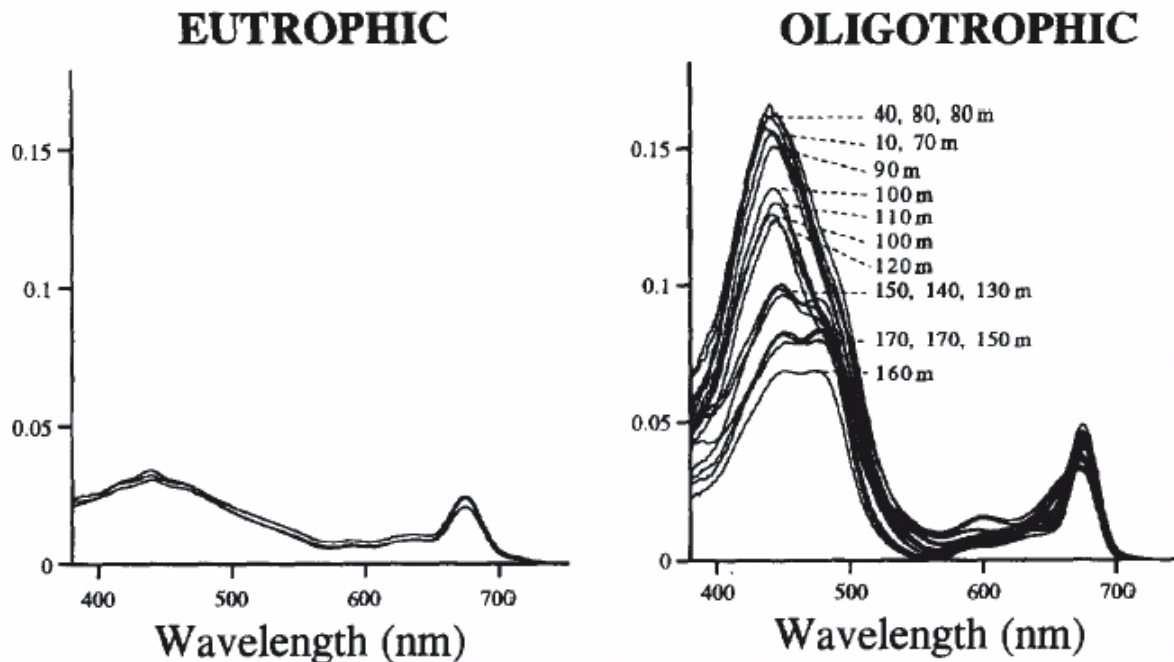 EUTROPHIC
0.15
0.1
0.05
0
400 500 600 700
Wavelength (nm)
OLIGOTROPHIC
0.15
0.1
0.05
0
40, 80, 80 m
10, 70 m
90 m
100 m
110 m
100 m
120 m
150, 140, 130 m
170, 170, 150 m
160 m
400 500 600 700
Wavelength (nm)